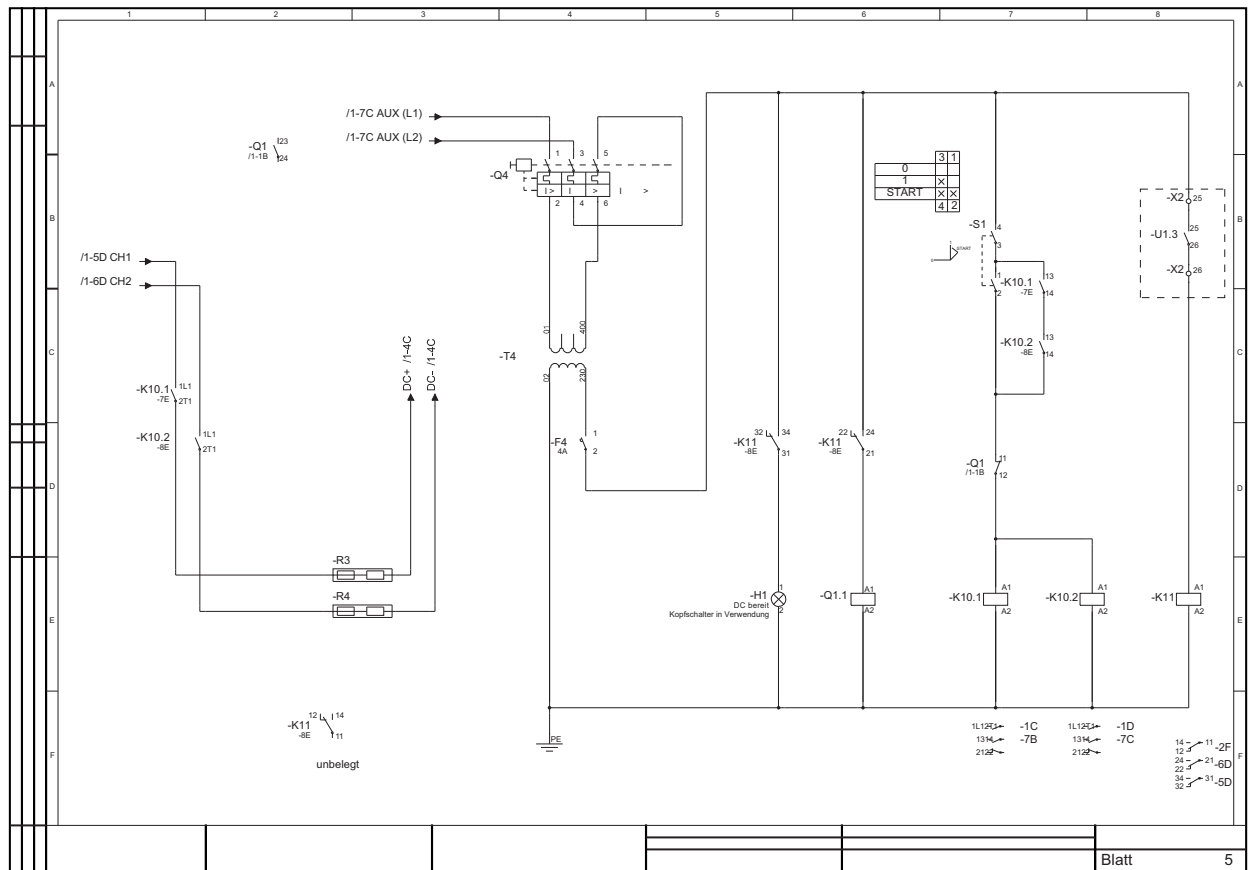 1 2 3 4 5 6 7 8
A A
/1-7C AUX (L1)
/1-7C AUX (L2)
-Q1 23
/1-1B 24
1 3 5
-Q4
I > I > I >
2 4 6
3 1
0
1 X
START X X
4 2
B B
-X2 25
-U1.3 25
26
-X2 26
-S1 4
3
1 START
0
1
2
-K10.1 13
-7E 14
/1-5D CH1
/1-6D CH2
C C
-K10.2 13
-8E 14
01 400
-T4
02 230
DC+ /1-4C
DC- /1-4C
-K10.1 1L1
-7E 2T1
-K10.2 1L1
-8E 2T1
-F4 1
4A 2
32 34
-K11
-8E 31
22 24
-K11
-8E 21
-Q1 11
/1-1B 12
D D
-R3
-R4
-H1 1
DC bereit 2
Kopfschalter in Verwendung
-Q1.1 A1
A2
-K10.1 A1
A2
-K10.2 A1
A2
-K11 A1
A2
E E
12 14
-K11
-8E 11
unbelegt
PE
1L1 2T1 -1C
13 14 -7B
21 22
1L1 2T1 -1D
13 14 -7C
21 22
14 11 -2F
12
24 21 -6D
22
34 31 -5D
32
F F
Blatt 5